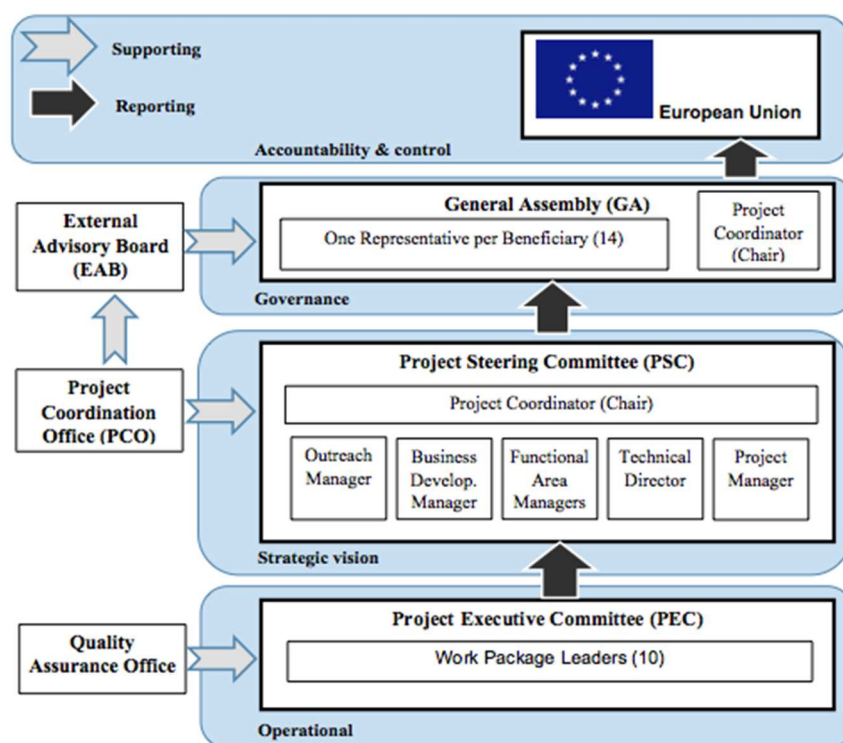 Supporting
Reporting
European Union
Accountability & control
External
Advisory Board
(EAB)
General Assembly (GA)
One Representative per Beneficiary (14)
Project
Coordinator
(Chair)
Governance
Project
Coordination
Office (PCO)
Project Steering Committee (PSC)
Project Coordinator (Chair)
Outreach
Manager
Business
Develop.
Manager
Functional
Area
Managers
Technical
Director
Project
Manager
Strategic vision
Quality
Assurance Office
Project Executive Committee (PEC)
Work Package Leaders (10)
Operational